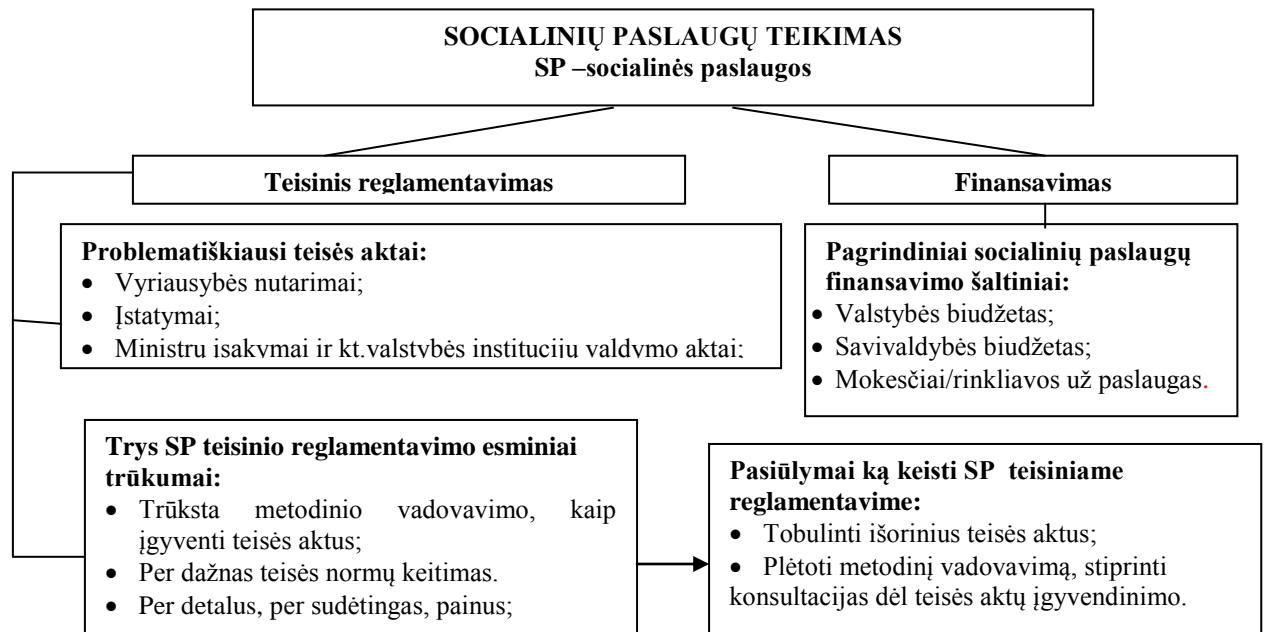 SOCIALINIŲ PASLAUGŲ TEIKIMAS
SP –socialinės paslaugos
Teisinis reglamentavimas
Finansavimas
Problematiškiausi teisės aktai:
• Vyriausybės nutarimai;
• Įstatymai;
• Ministrų įsakymai ir kt.valstybės institucijų valdymo aktai;
Pagrindiniai socialinių paslaugų
finansavimo šaltiniai:
• Valstybės biudžetas;
• Savivaldybės biudžetas;
• Mokesčiai/rinkliavos už paslaugas.
Trys SP teisinio reglamentavimo esminiai
trūkumai:
• Trūksta metodinio vadovavimo, kaip
įgyventi teisės aktus;
• Per dažnas teisės normų keitimas.
• Per detalus, per sudėtingas, painus;
Pasiūlymai ką keisti SP teisiniame
reglamentavime:
• Tobulinti išorinius teisės aktus;
• Plėtoti metodinį vadovavimą, stiprinti
konsultacijas dėl teisės aktų įgyvendinimo.